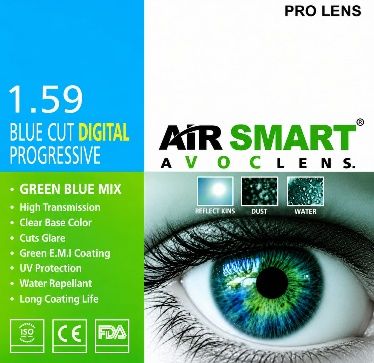 PRO LENS
1.59
BLUE CUT DIGITAL
PROGRESSIVE
AiR SMART®
AVOCLENS.
• GREEN BLUE MIX
• High Transmission
• Clear Base Color
• Cuts Glare
• Green E.M.I Coating
• UV Protection
• Water Repallant
• Long Coating Life
REFLECT KINS
DUST
WATER
ISO
CE
FDA